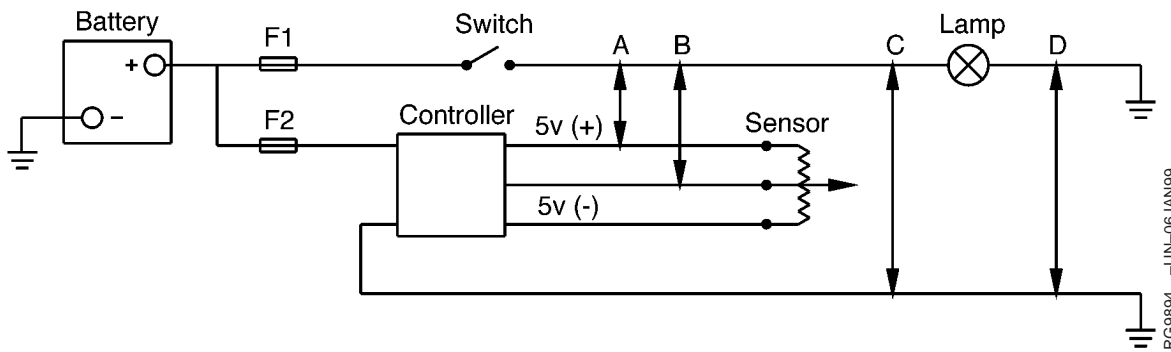 Battery
F1
Switch
A
B
C
Lamp
D
+
−
F2
Controller
5v (+)
Sensor
5v (-)
RG9894 –UN–06JAN99